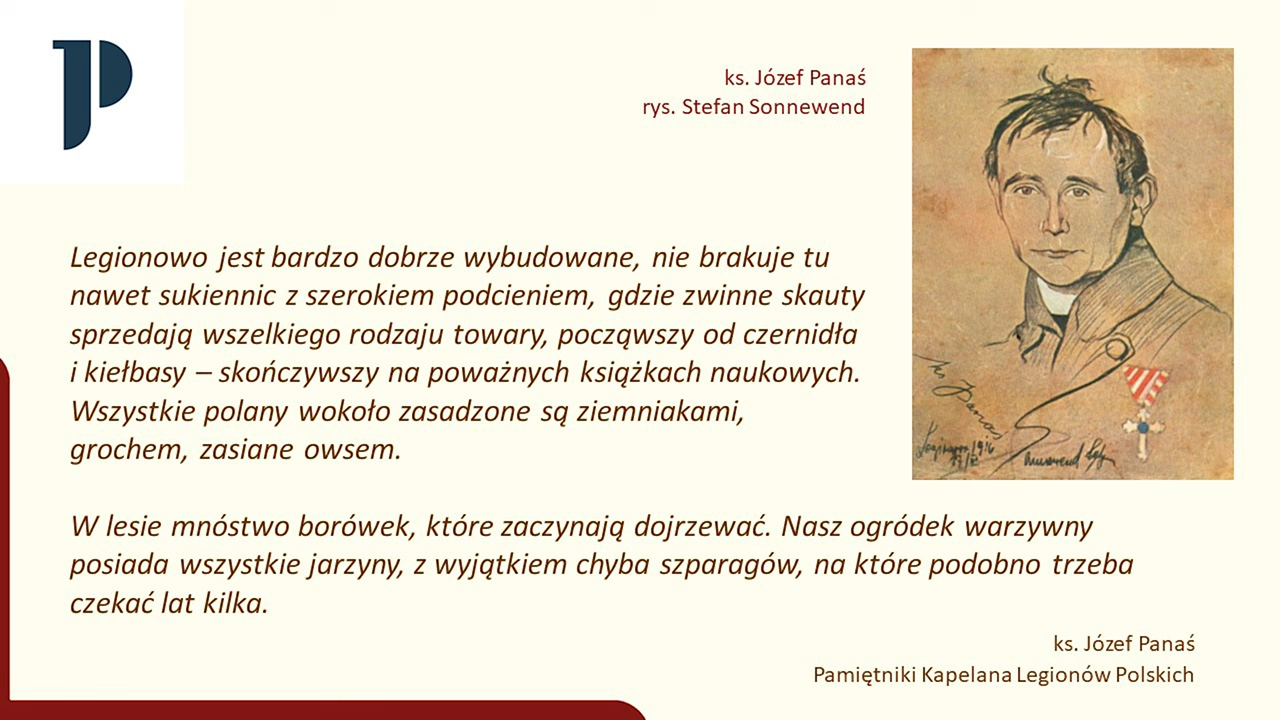 ks. Józef Panaś
rys. Stefan Sonnewend
Legionowo jest bardzo dobrze wybudowane, nie brakuje tu
nawet sukiennic z szerokiem podcieniem, gdzie zwinne skauty
sprzedają wszelkiego rodzaju towary, począwszy od czernidła
i kiełbasy – skończywszy na poważnych książkach naukowych.
Wszystkie polany wokoło zasadzone są ziemniakami,
grochem, zasiane owsem.
W lesie mnóstwo borówek, które zaczynają dojrzewać. Nasz ogródek warzywny
posiada wszystkie jarzyny, z wyjątkiem chyba szparagów, na które podobno trzeba
czekać lat kilka.
ks. Józef Panaś
Pamiętniki Kapelana Legionów Polskich
ks Panaś
1916